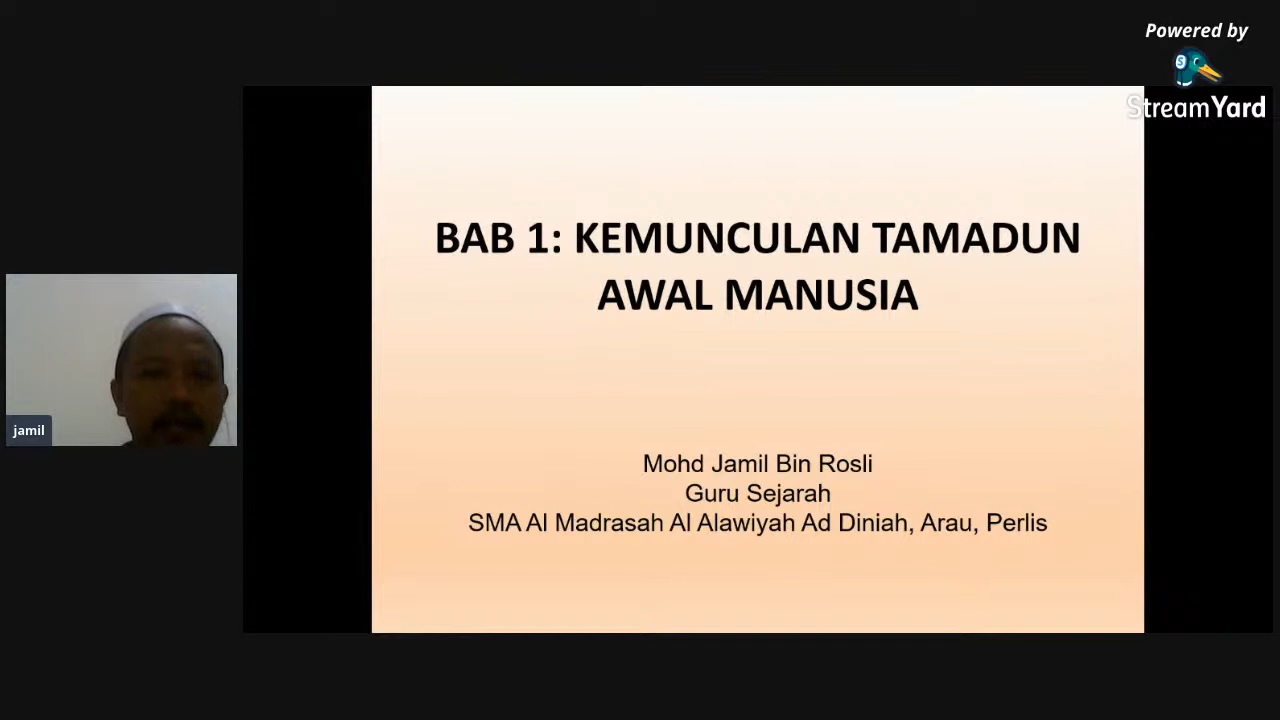 Powered by
StreamYard
BAB 1: KEMUNCULAN TAMADUN
AWAL MANUSIA
Mohd Jamil Bin Rosli
Guru Sejarah
SMA Al Madrasah Al Alawiyah Ad Diniah, Arau, Perlis
jamil